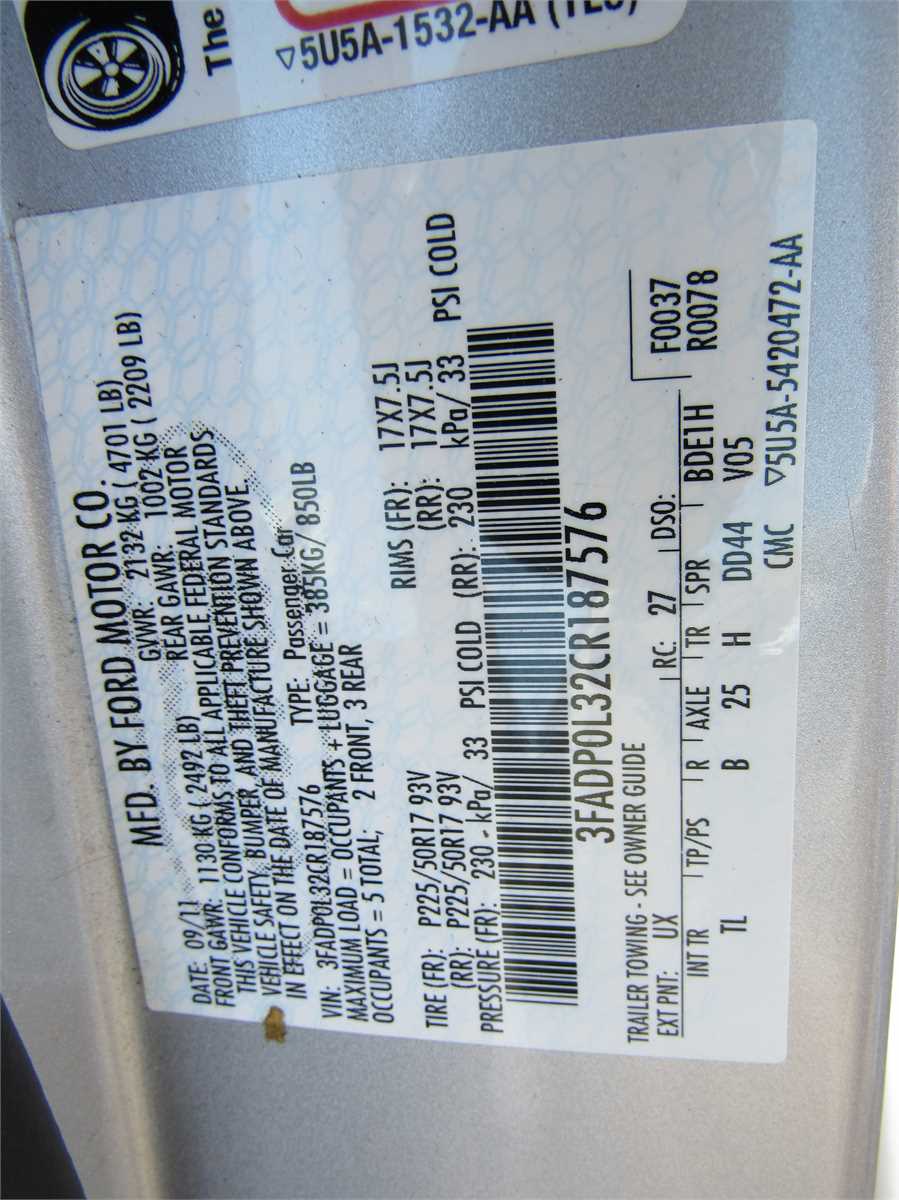 The
▽5U5A-1532-AA (TLS)
MFD. BY FORD MOTOR CO.
DATE: 09/11 GVWR: 2132 KG ( 4701 LB)
FRONT GAWR: 1130 KG ( 2492 LB) REAR GAWR: 1002 KG ( 2209 LB)
THIS VEHICLE CONFORMS TO ALL APPLICABLE FEDERAL MOTOR
VEHICLE SAFETY, BUMPER, AND THEFT PREVENTION STANDARDS
IN EFFECT ON THE DATE OF MANUFACTURE SHOWN ABOVE.
VIN: 3FADP0L32CR187576 TYPE: Passenger Car
MAXIMUM LOAD = OCCUPANTS + LUGGAGE = 385KG/ 850LB
OCCUPANTS = 5 TOTAL, 2 FRONT, 3 REAR
TIRE (FR): P225/50R17 93V RIMS (FR): 17X7.5J
(RR): P225/50R17 93V (RR): 17X7.5J
PRESSURE (FR): 230 - kPa/ 33 PSI COLD (RR): 230 kPa/ 33 PSI COLD
3FADP0L32CR187576
TRAILER TOWING - SEE OWNER GUIDE
EXT PNT: UX RC: 27 DSO: F0037
R0078
INT TR TP/PS R AXLE TR SPR BDE1H
TL B 25 H DD44 V05
CMC ▽5U5A-5420472-AA